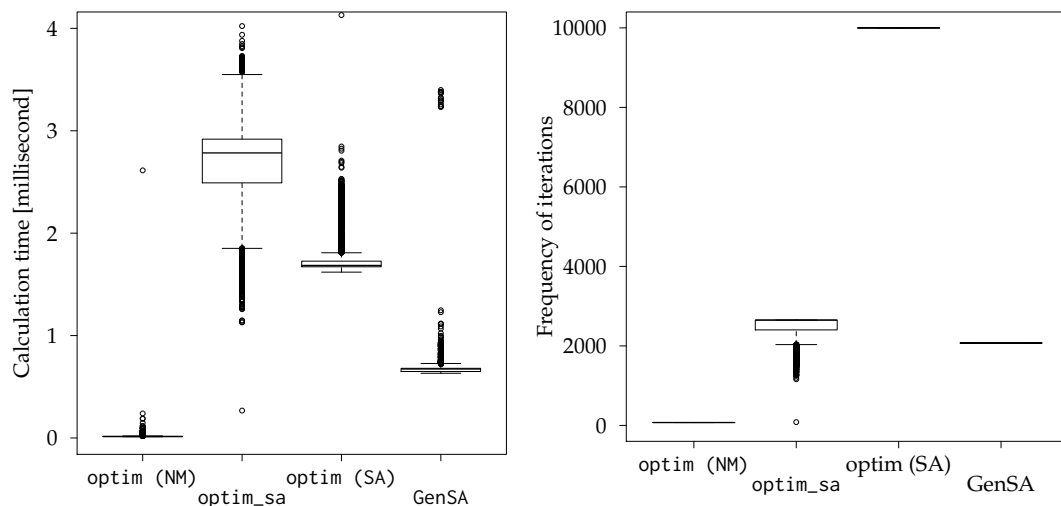 Calculation time [millisecond]
4
3
2
1
0
optim (NM)
optim_sa
optim (SA)
GenSA
Frequency of iterations
10000
8000
6000
4000
2000
0
optim (NM)
optim_sa
optim (SA)
GenSA